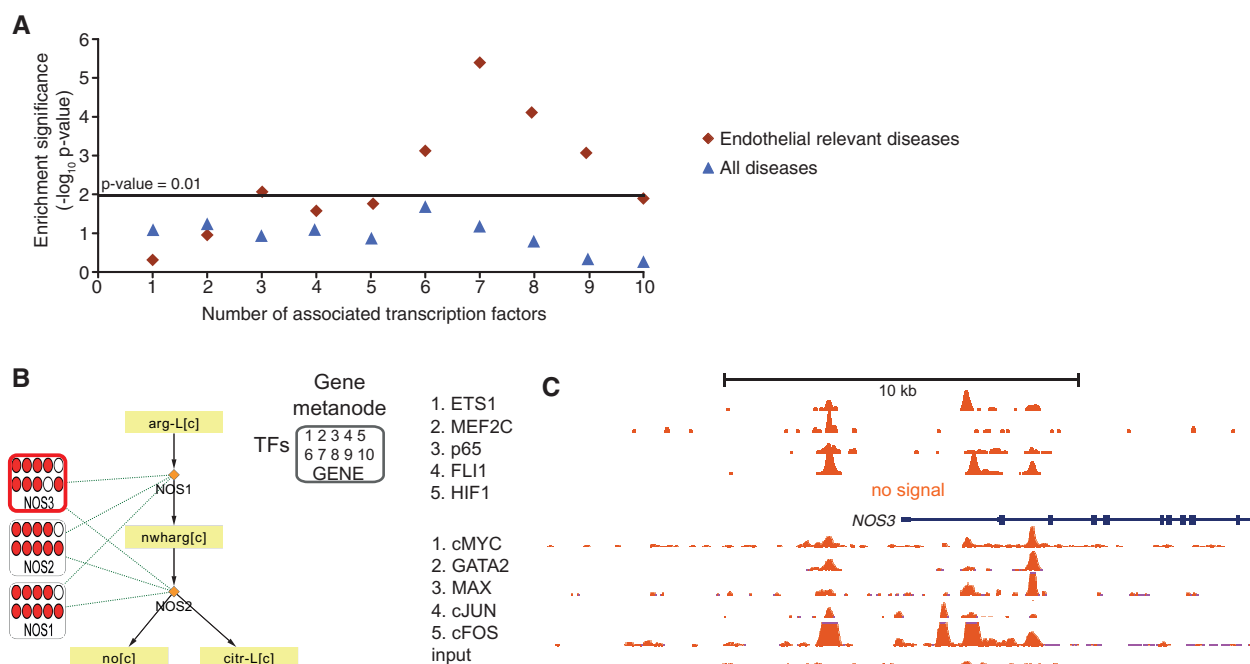 A
Enrichment significance
(-log10 p-value)
6
5
4
3
2
1
0
p-value = 0.01
0 1 2 3 4 5 6 7 8 9 10
Number of associated transcription factors
Endothelial relevant diseases
All diseases
B
arg-L[c]
NOS1
nwharg[c]
NOS2
no[c]
citr-L[c]
NOS3
NOS2
NOS1
Gene
metanode
TFs
1 2 3 4 5
6 7 8 9 10
GENE
1. ETS1
2. MEF2C
3. p65
4. FLI1
5. HIF1
1. cMYC
2. GATA2
3. MAX
4. cJUN
5. cFOS
input
C
10 kb
no signal
NOS3